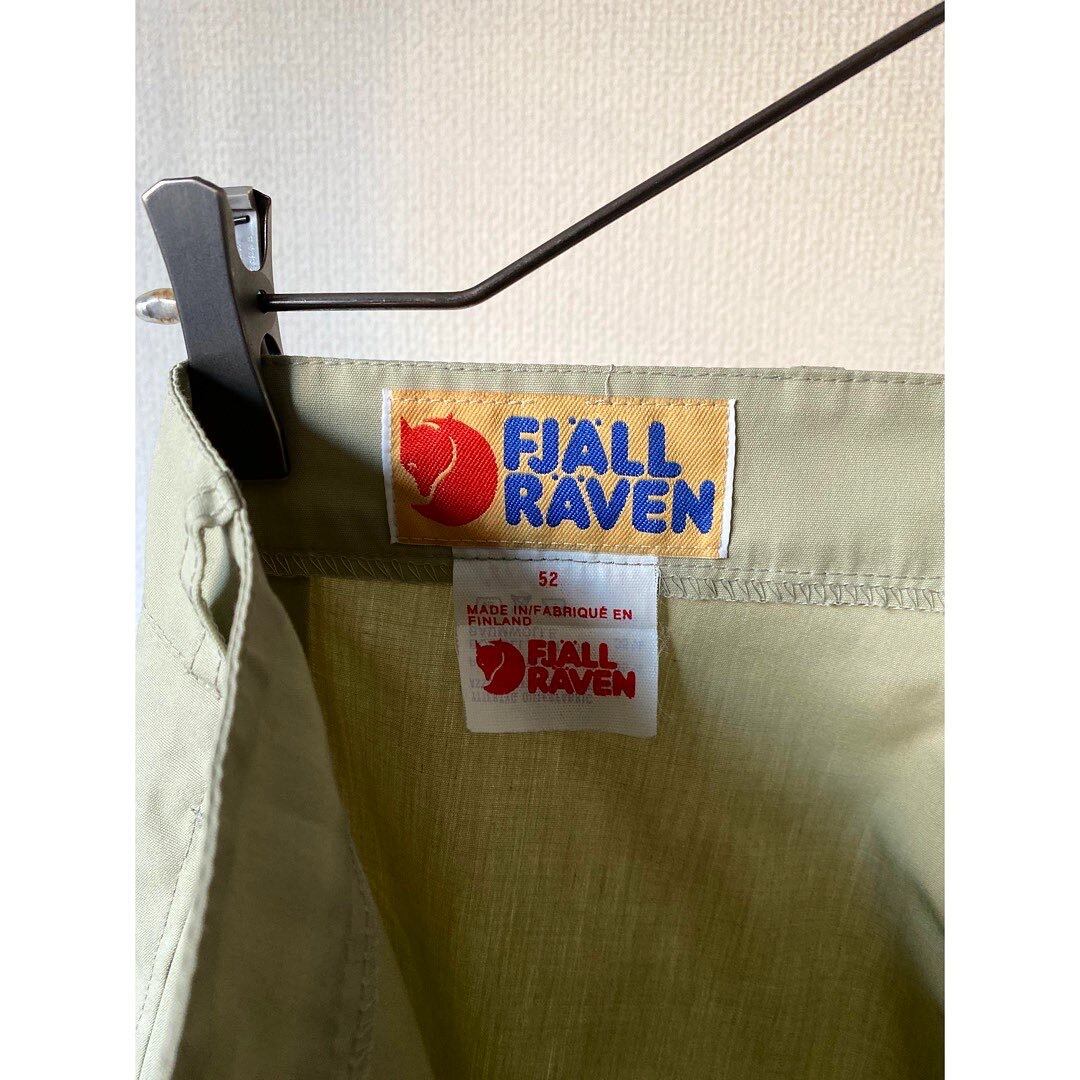 FJÄLL
RÄVEN
52
MADE IN/FABRIQUÉ EN
FINLAND
FJÄLL
RÄVEN